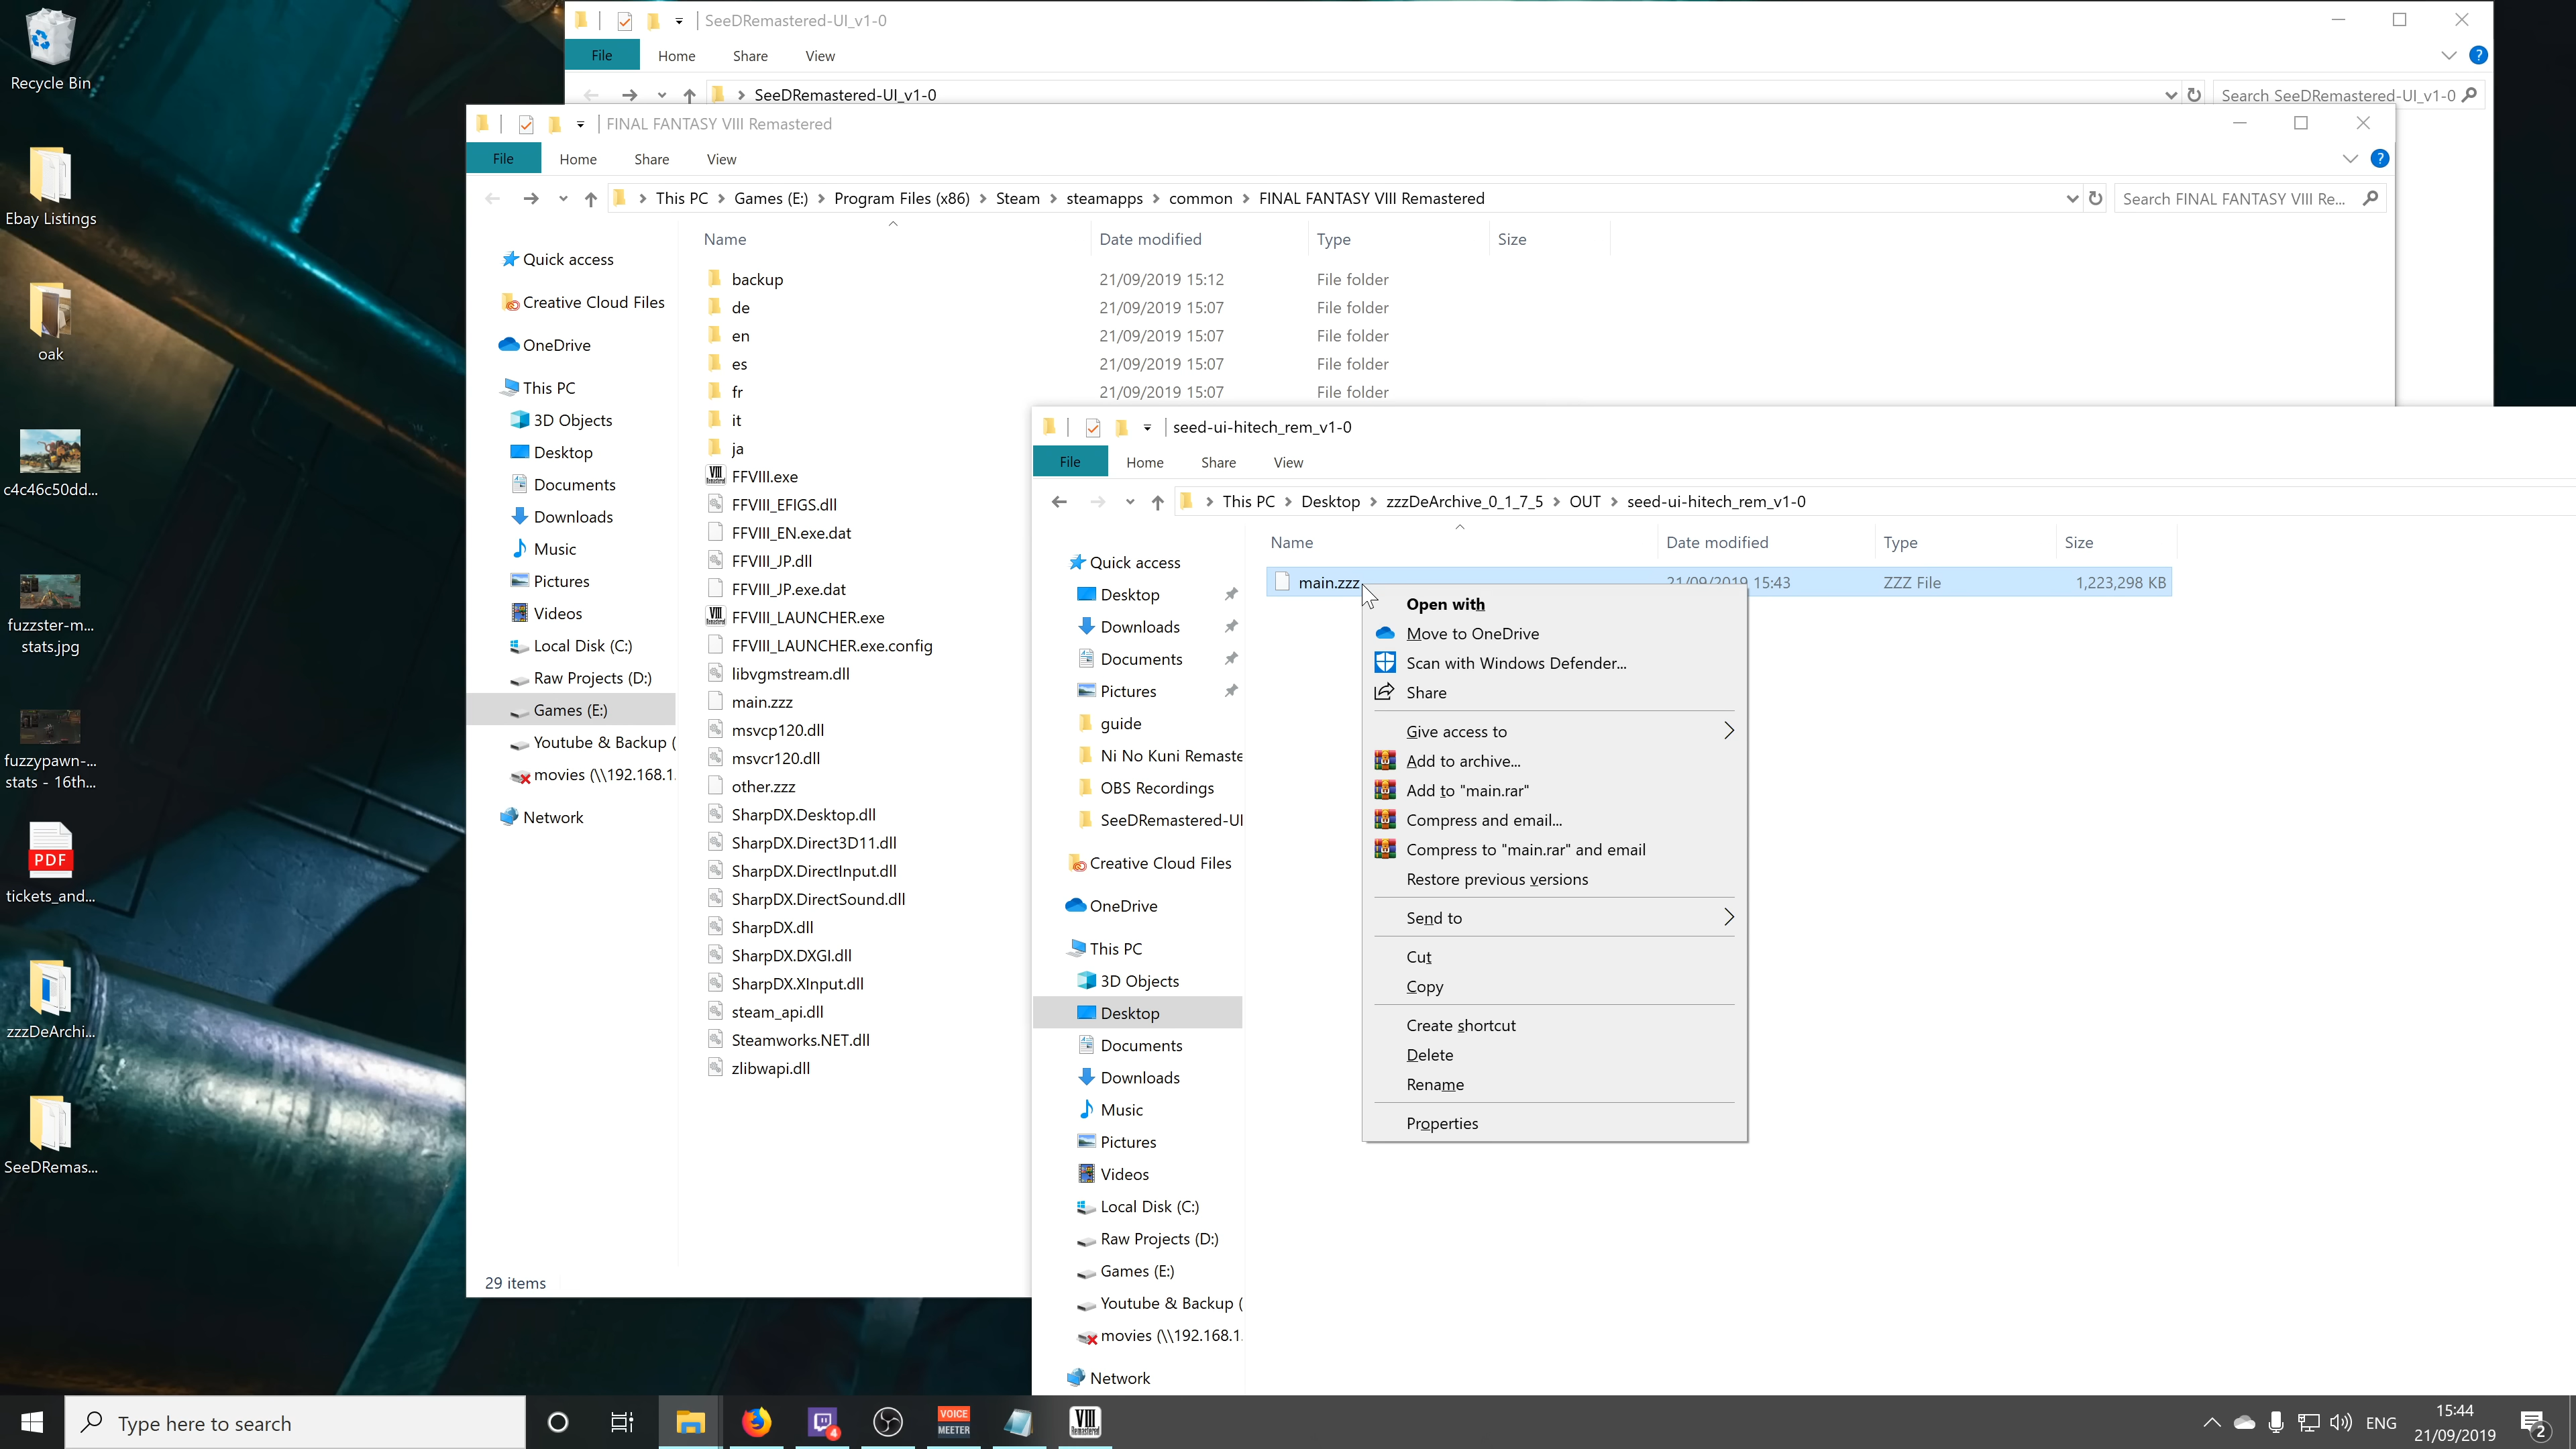 Recycle Bin
Ebay Listings
oak
c4c46c50dd...
fuzzster-m...
stats.jpg
fuzzypawn-...
stats - 16th...
PDF
tickets_and...
zzzDeArchi...
SeeDRemas...
SeeDRemastered-UI_v1-0
File Home Share View
SeeDRemastered-UI_v1-0
Search SeeDRemastered-UI_v1-0
FINAL FANTASY VIII Remastered
File Home Share View
This PC > Games (E:) > Program Files (x86) > Steam > steamapps > common > FINAL FANTASY VIII Remastered
Search FINAL FANTASY VIII Re...
Quick access
Creative Cloud Files
OneDrive
This PC
3D Objects
Desktop
Documents
Downloads
Music
Pictures
Videos
Local Disk (C:)
Raw Projects (D:)
Games (E:)
Youtube & Backup (
movies (\\192.168.1.
Network
Name Date modified Type Size
backup 21/09/2019 15:12 File folder
de 21/09/2019 15:07 File folder
en 21/09/2019 15:07 File folder
es 21/09/2019 15:07 File folder
fr 21/09/2019 15:07 File folder
it
ja
FFVIII.exe
FFVIII_EFIGS.dll
FFVIII_EN.exe.dat
FFVIII_JP.dll
FFVIII_JP.exe.dat
FFVIII_LAUNCHER.exe
FFVIII_LAUNCHER.exe.config
libvgmstream.dll
main.zzz
msvcp120.dll
msvcr120.dll
other.zzz
SharpDX.Desktop.dll
SharpDX.Direct3D11.dll
SharpDX.DirectInput.dll
SharpDX.DirectSound.dll
SharpDX.dll
SharpDX.DXGI.dll
SharpDX.XInput.dll
steam_api.dll
Steamworks.NET.dll
zlibwapi.dll
29 items
seed-ui-hitech_rem_v1-0
File Home Share View
This PC > Desktop > zzzDeArchive_0_1_7_5 > OUT > seed-ui-hitech_rem_v1-0
Quick access
Desktop
Downloads
Documents
Pictures
guide
Ni No Kuni Remaste
OBS Recordings
SeeDRemastered-UI
Creative Cloud Files
OneDrive
This PC
3D Objects
Desktop
Documents
Downloads
Music
Pictures
Videos
Local Disk (C:)
Raw Projects (D:)
Games (E:)
Youtube & Backup (
movies (\\192.168.1.
Network
Name Date modified Type Size
main.zzz 21/09/2019 15:43 ZZZ File 1,223,298 KB
Open with
Move to OneDrive
Scan with Windows Defender...
Share
Give access to
Add to archive...
Add to "main.rar"
Compress and email...
Compress to "main.rar" and email
Restore previous versions
Send to
Cut
Copy
Create shortcut
Delete
Rename
Properties
Type here to search
4
VOICE
MEETER
VIII
Remastered
ENG
15:44
21/09/2019
2